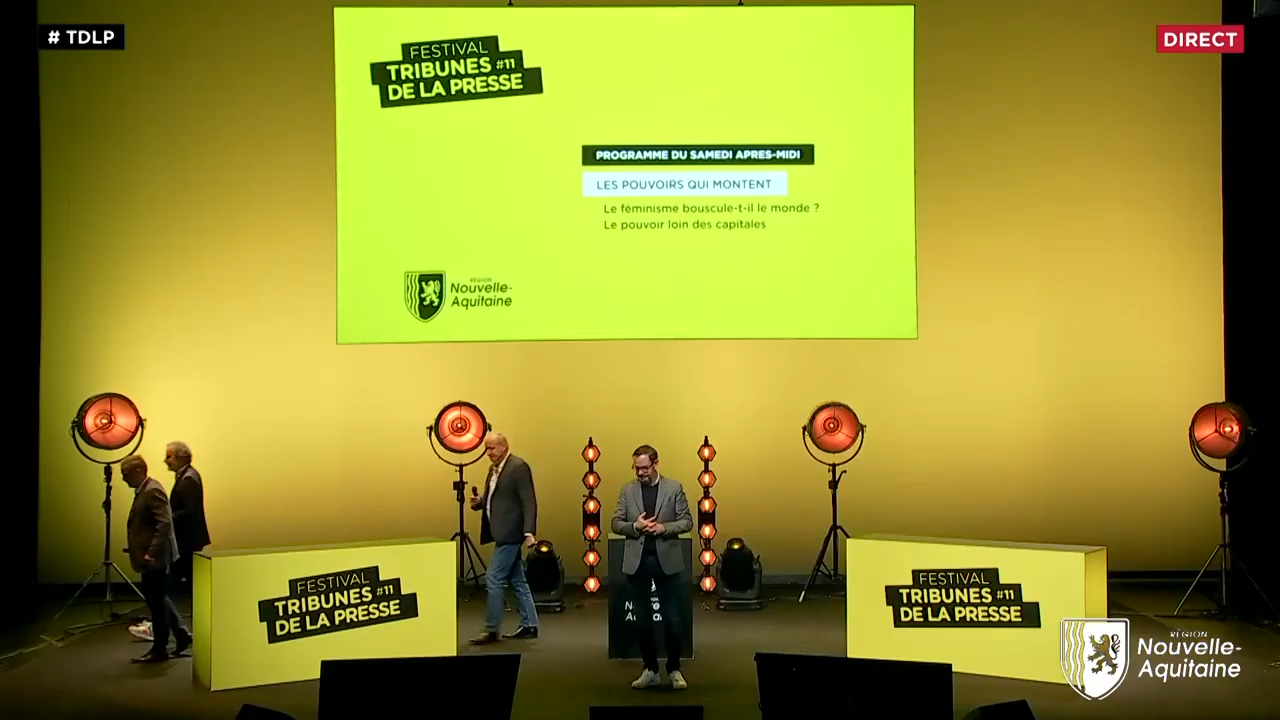 # TDLP
DIRECT
FESTIVAL
TRIBUNES #11
DE LA PRESSE
PROGRAMME DU SAMEDI APRES-MIDI
LES POUVOIRS QUI MONTENT
Le féminisme bouscule-t-il le monde ?
Le pouvoir loin des capitales
RÉGION
Nouvelle-
Aquitaine
FESTIVAL
TRIBUNES #11
DE LA PRESSE
FESTIVAL
TRIBUNES #11
DE LA PRESSE
RÉGION
Nouvelle-
Aquitaine